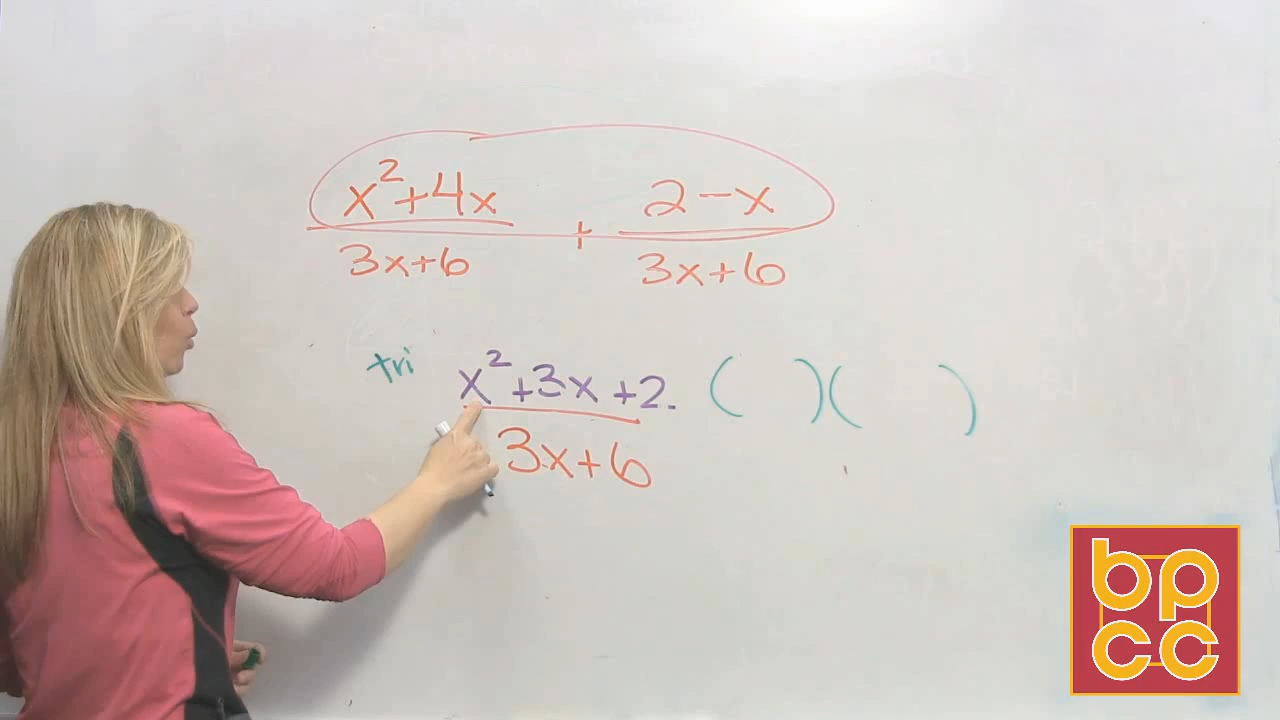 x²+4x + 2-x
3x+6 3x+6
tri x²+3x+2. ( )( )
3x+6
bp
cc